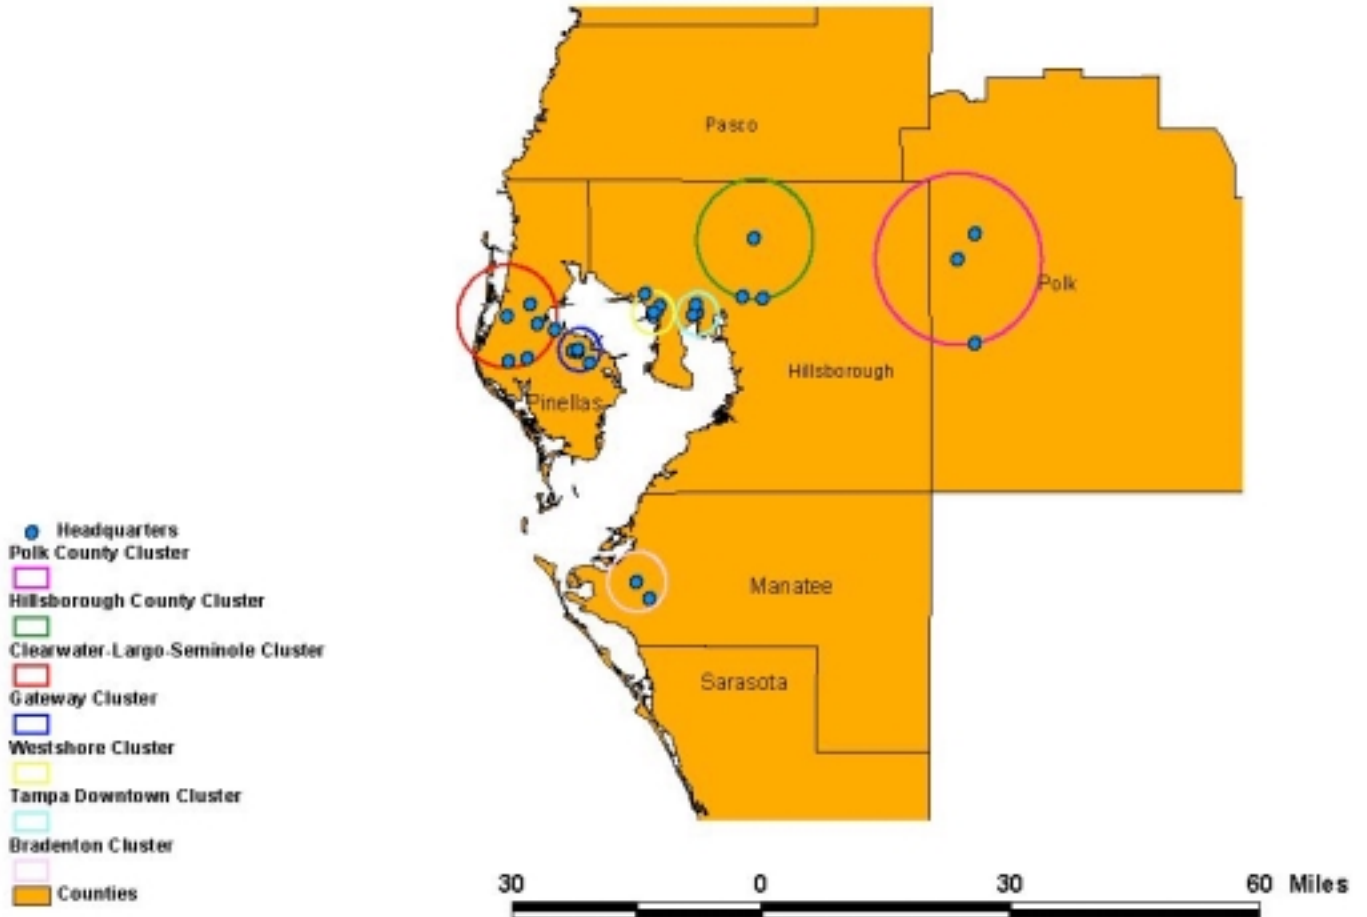 Pasco
Polk
Hillsborough
Pinellas
Manatee
Sarasota
Headquarters
Polk County Cluster
Hillsborough County Cluster
Clearwater-Largo-Seminole Cluster
Gateway Cluster
Westshore Cluster
Tampa Downtown Cluster
Bradenton Cluster
Counties
30 0 30 60 Miles